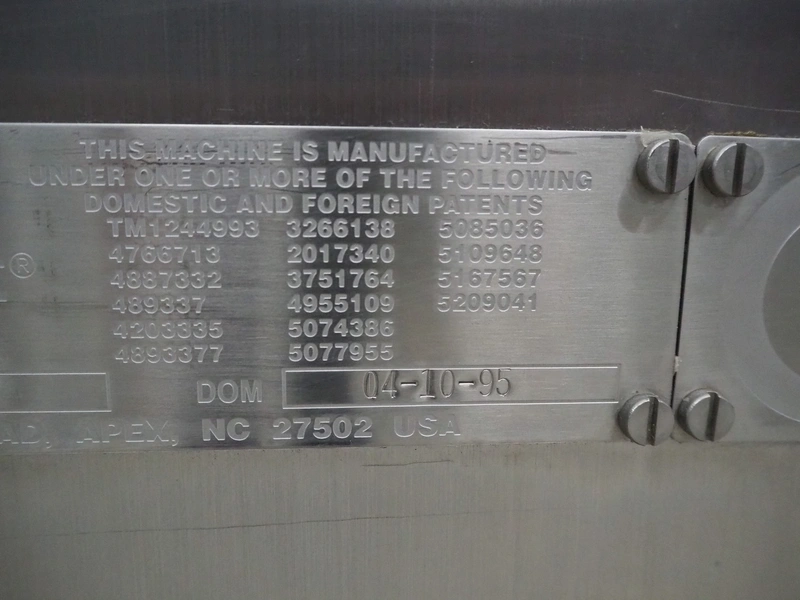 THIS MACHINE IS MANUFACTURED
UNDER ONE OR MORE OF THE FOLLOWING
DOMESTIC AND FOREIGN PATENTS
TM1244993 3266138 5085036
4766713 2017340 5109648
®
4887332 3751764 5167567
489337 4955109 5209041
4203335 5074386
4893377 5077955
DOM 04-10-95
AD, APEX, NC 27502 USA